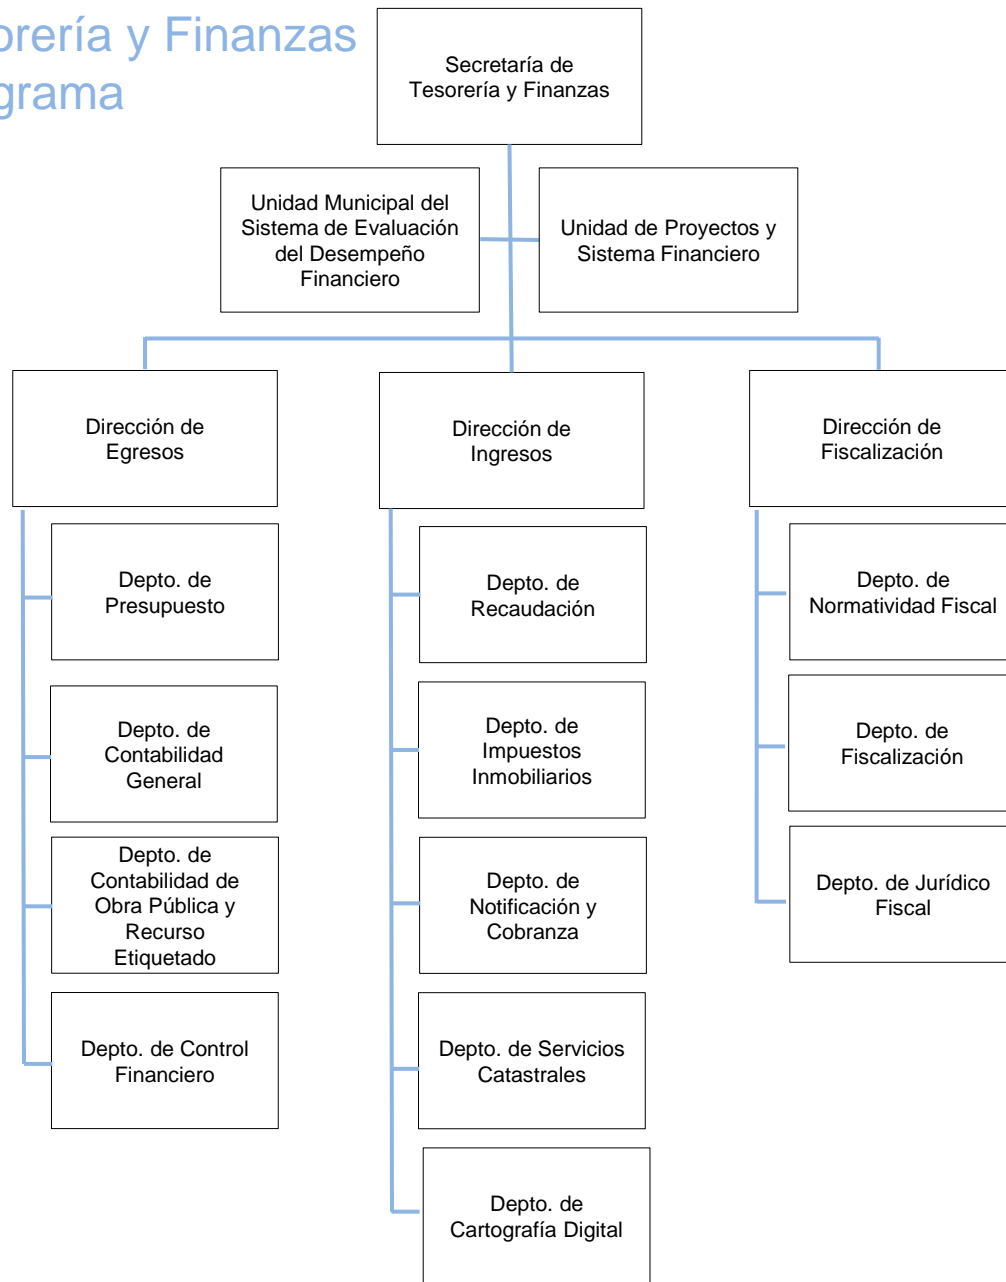 orería y Finanzas
grama
Secretaría de
Tesorería y Finanzas
Unidad Municipal del
Sistema de Evaluación
del Desempeño
Financiero
Unidad de Proyectos y
Sistema Financiero
Dirección de
Egresos
Dirección de
Ingresos
Dirección de
Fiscalización
Depto. de
Presupuesto
Depto. de
Contabilidad
General
Depto. de
Contabilidad de
Obra Pública y
Recurso
Etiquetado
Depto. de Control
Financiero
Depto. de
Recaudación
Depto. de
Impuestos
Inmobiliarios
Depto. de
Notificación y
Cobranza
Depto. de Servicios
Catastrales
Depto. de
Cartografía Digital
Depto. de
Normatividad Fiscal
Depto. de
Fiscalización
Depto. de Jurídico
Fiscal